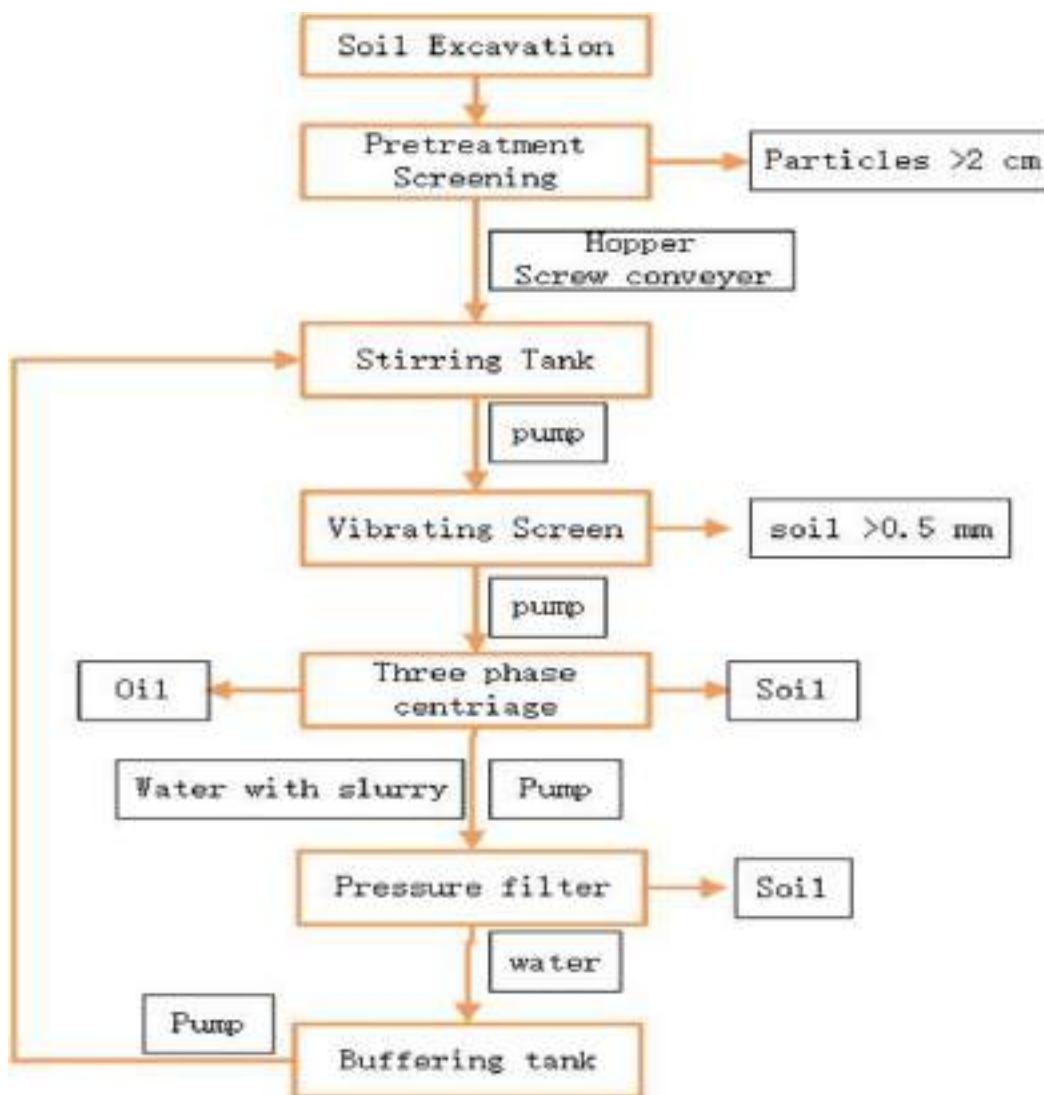 Soil Excavation
Pretreatment
Screening
Particles >2 cm
Hopper
Screw conveyer
Stirring Tank
pump
Vibrating Screen
soil >0.5 mm
pump
Oil
Three phase
centriage
Soil
Water with slurry
Pump
Pressure filter
Soil
water
Pump
Buffering tank